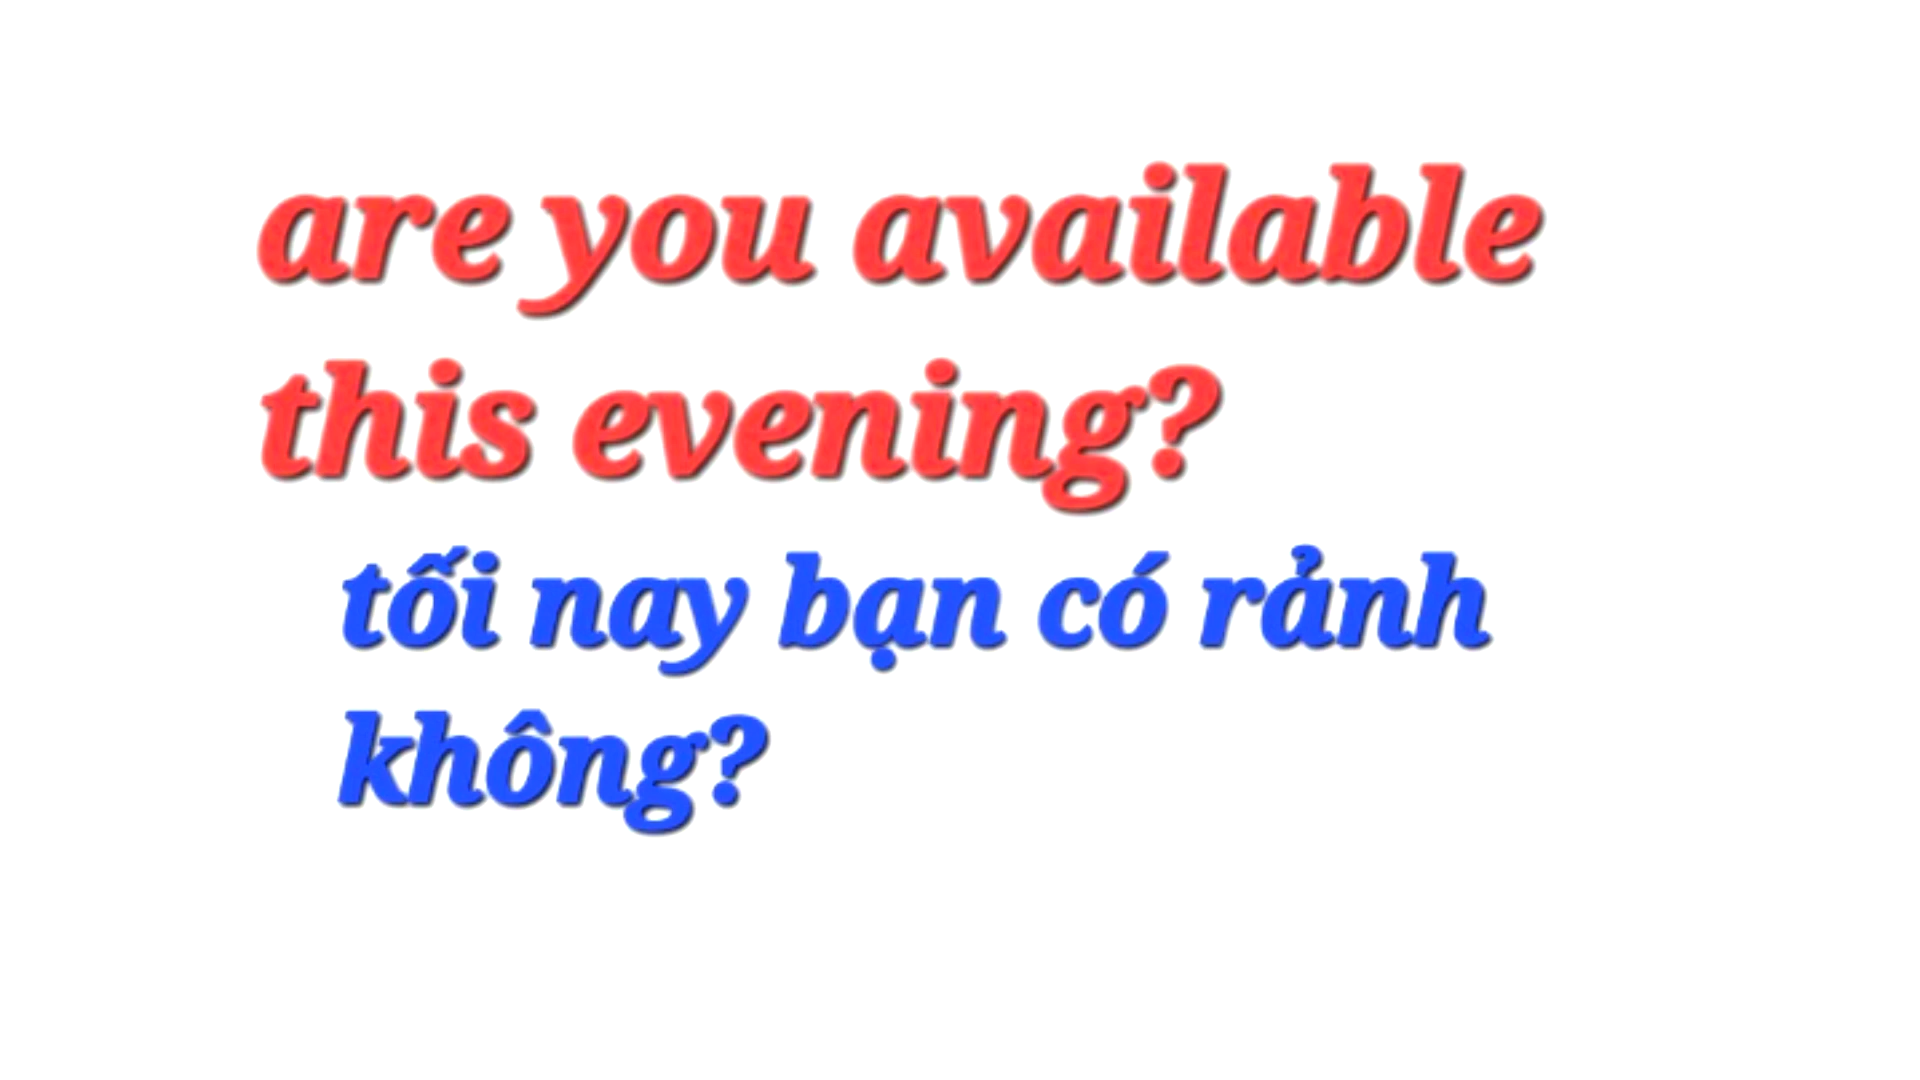 are you available
this evening?
tối nay bạn có rảnh
không?